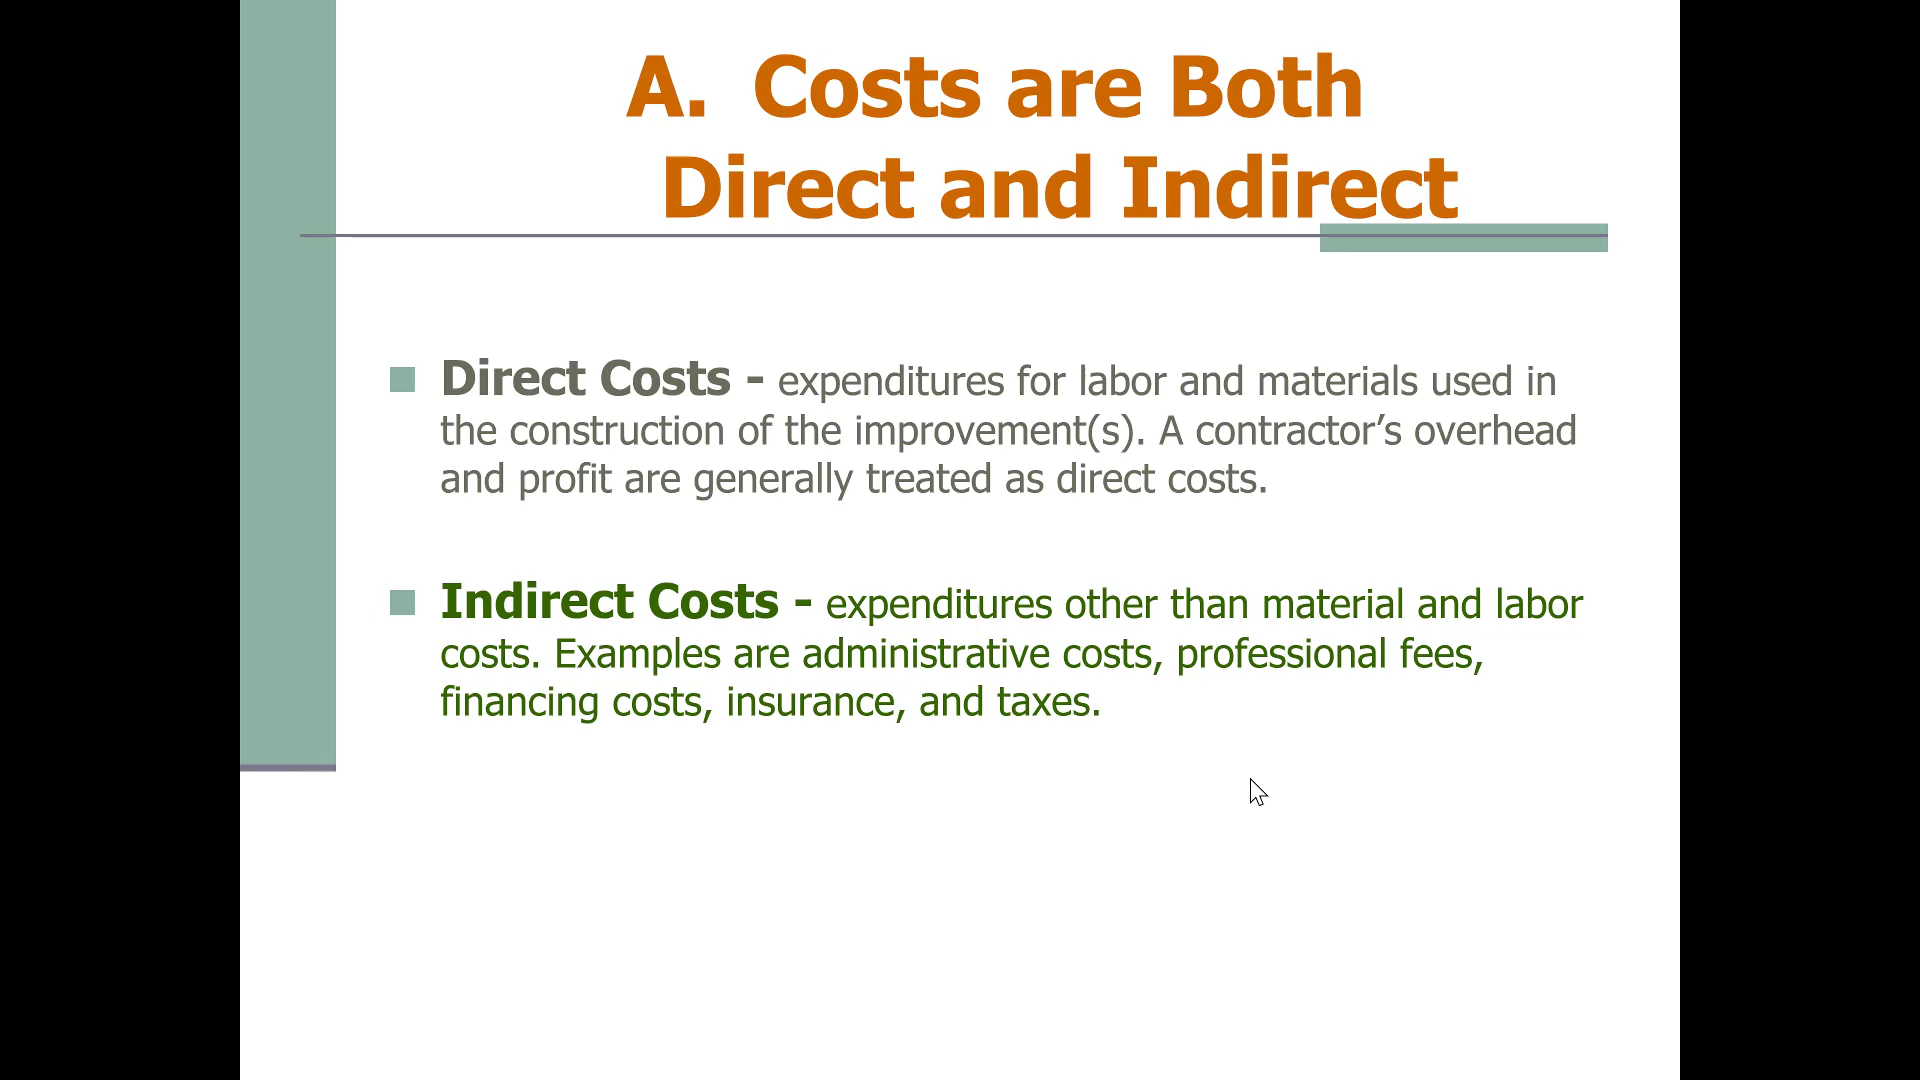 A. Costs are Both
Direct and Indirect
Direct Costs - expenditures for labor and materials used in
the construction of the improvement(s). A contractor’s overhead
and profit are generally treated as direct costs.
Indirect Costs - expenditures other than material and labor
costs. Examples are administrative costs, professional fees,
financing costs, insurance, and taxes.